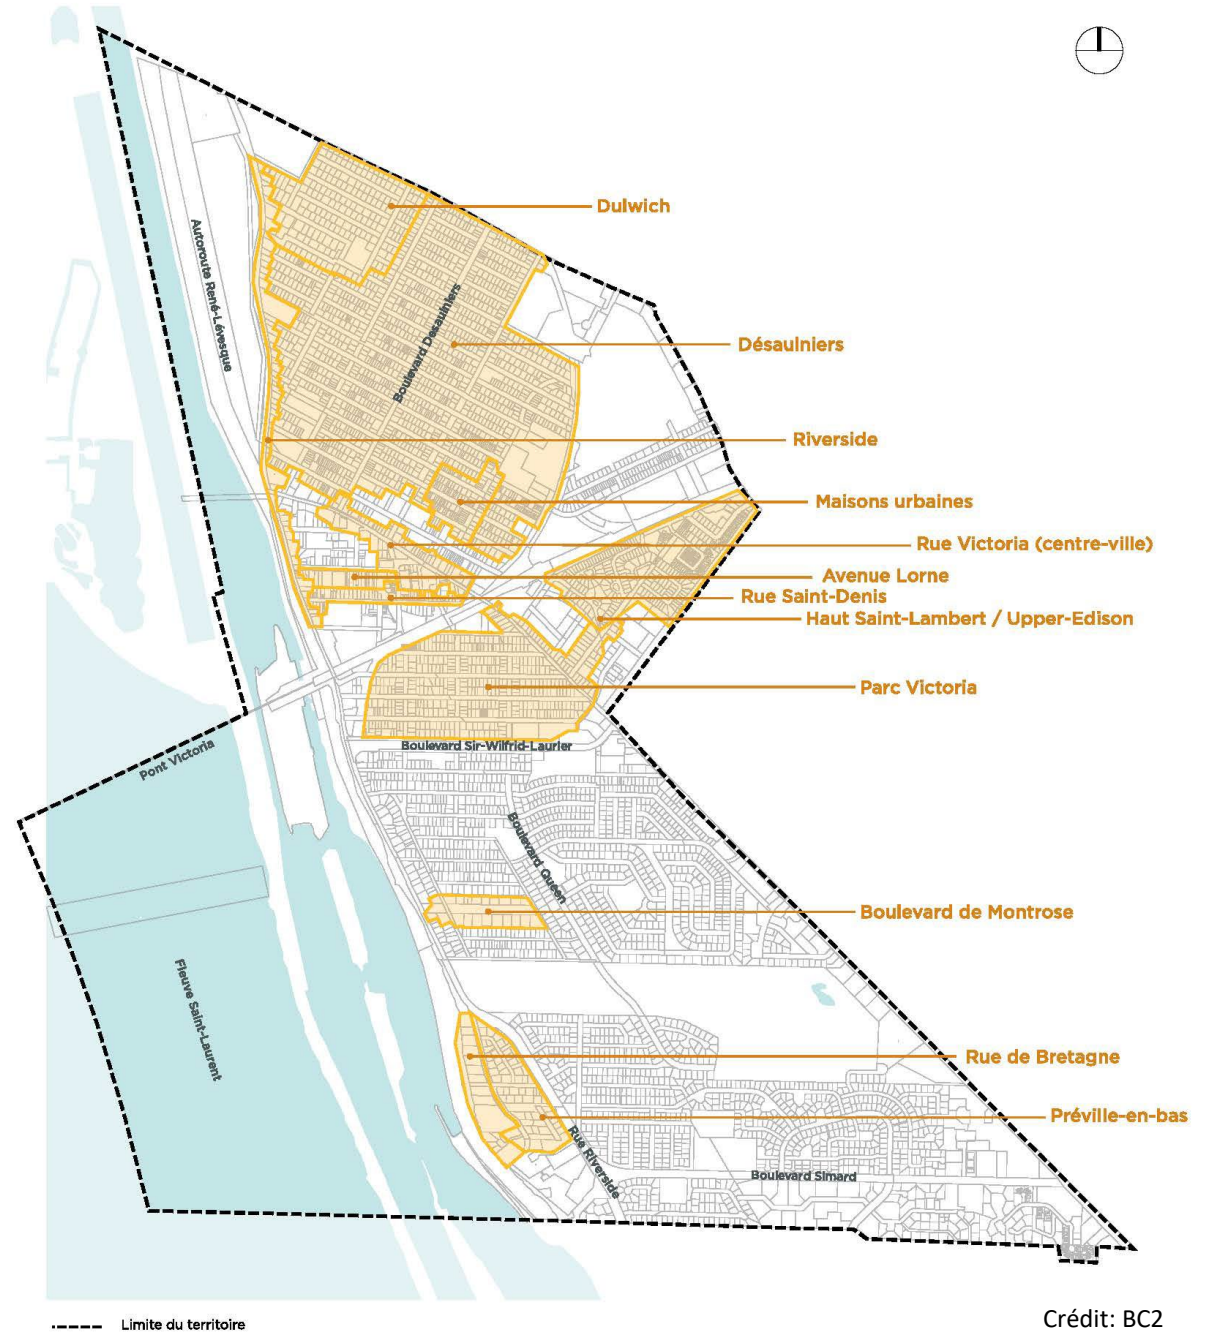 Dulwich
Autoroute René-Lévesque
Boulevard Desaulniers
Désaulniers
Riverside
Maisons urbaines
Rue Victoria (centre-ville)
Avenue Lorne
Rue Saint-Denis
Haut Saint-Lambert / Upper-Edison
Parc Victoria
Boulevard Sir-Wilfrid-Laurier
Pont Victoria
Boulevard Queen
Boulevard de Montrose
Fleuve Saint-Laurent
Rue de Bretagne
Préville-en-bas
Rue Riverside
Boulevard Simard
Limite du territoire
Crédit: BC2